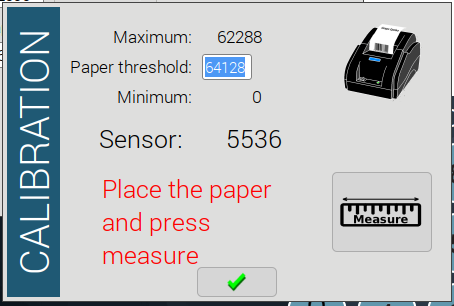 CALIBRATION
Maximum: 62288
Paper threshold: 64128
Minimum: 0
Sensor: 5536
Place the paper
and press
measure
Measure